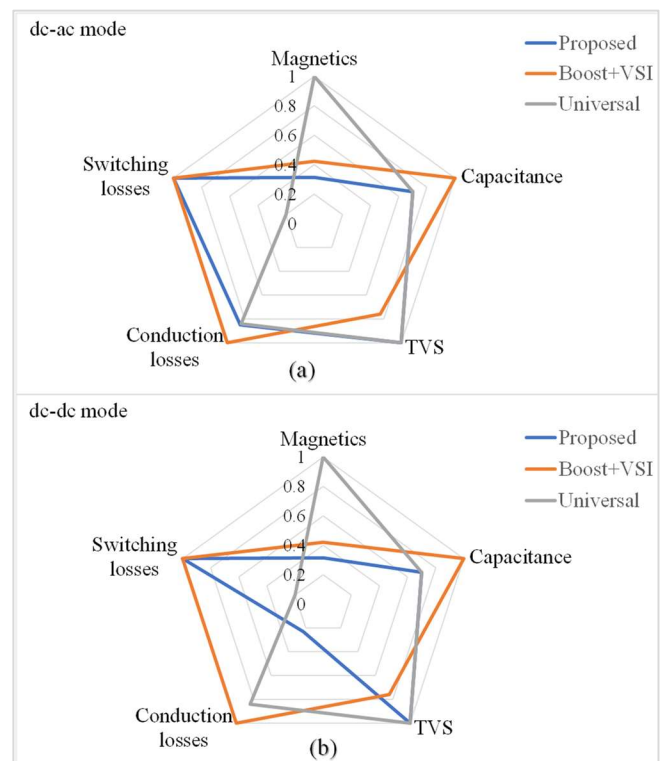 dc-ac mode
Proposed
Boost+VSI
Universal
Magnetics
1
0.8
0.6
0.4
0.2
0
Switching
losses
Capacitance
Conduction
losses
TVS
(a)
dc-dc mode
Proposed
Boost+VSI
Universal
Magnetics
1
0.8
0.6
0.4
0.2
0
Switching
losses
Capacitance
Conduction
losses
TVS
(b)